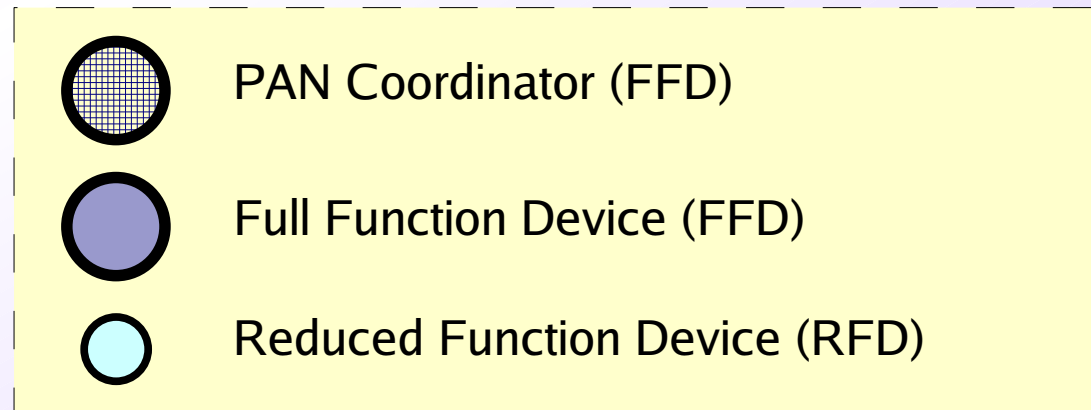 PAN Coordinator (FFD)
Full Function Device (FFD)
Reduced Function Device (RFD)